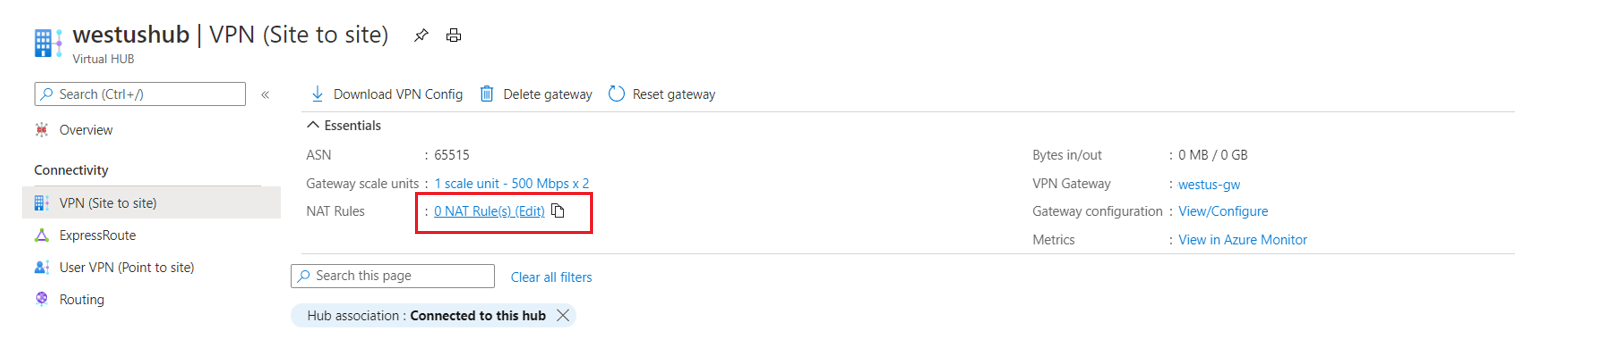 westushub | VPN (Site to site)
Virtual HUB
Search (Ctrl+/)
«
Overview
Connectivity
VPN (Site to site)
ExpressRoute
User VPN (Point to site)
Routing
Download VPN Config
Delete gateway
Reset gateway
Essentials
ASN : 65515
Gateway scale units : 1 scale unit - 500 Mbps x 2
NAT Rules : 0 NAT Rule(s) (Edit)
Bytes in/out : 0 MB / 0 GB
VPN Gateway : westus-gw
Gateway configuration : View/Configure
Metrics : View in Azure Monitor
Search this page
Clear all filters
Hub association : Connected to this hub